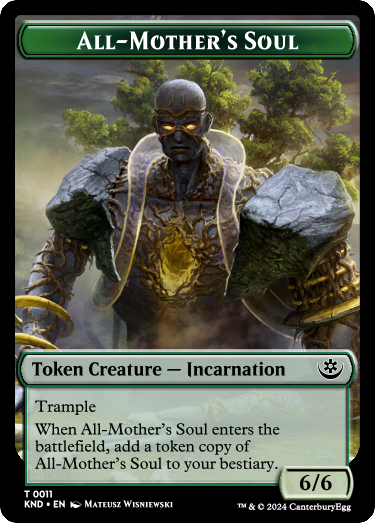 All-Mother's Soul
Token Creature — Incarnation
Trample
When All-Mother's Soul enters the
battlefield, add a token copy of
All-Mother's Soul to your bestiary.
6/6
T 0011
KND • EN Mateusz Wisniewski
™ & © 2024 CanterburyEgg